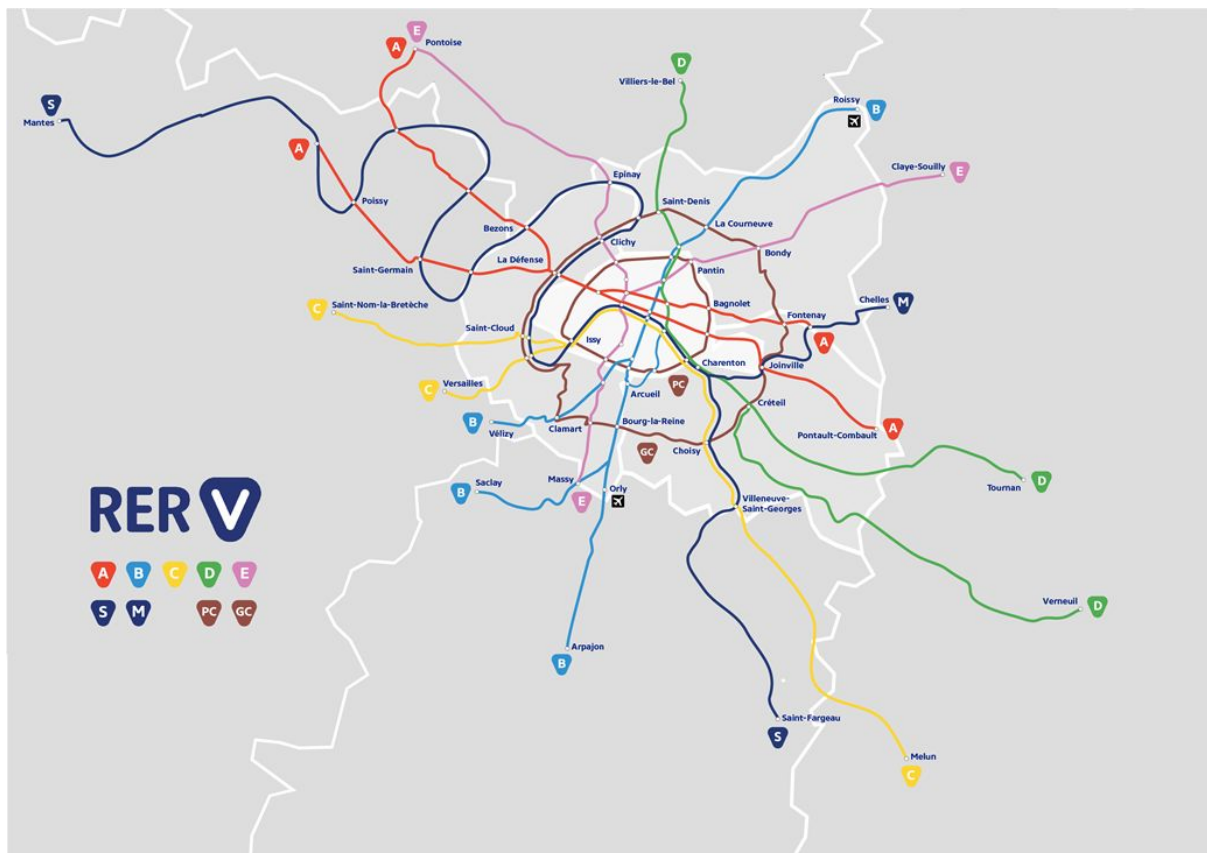 E
A
Pontoise
D
Villiers-le-Bel
S
Mantes
Roissy
B
A
Claye-Souilly
E
Epinay
Poissy
Saint-Denis
La Courneuve
Bezons
Clichy
Bondy
La Défense
Saint-Germain
Pantin
C
Saint-Nom-la-Bretèche
Bagnolet
Chelles
M
Fontenay
Saint-Cloud
Issy
A
Charenton
Joinville
C
Versailles
Arcueil
PC
Créteil
B
Vélizy
Clamart
Bourg-la-Reine
Pontault-Combault
A
GC
Choisy
Massy
Saclay
B
E
Orly
Tournan
D
Villeneuve-
Saint-Georges
RER V
A B C D E
S M PC GC
Verneuil
D
Arpajon
B
Saint-Fargeau
S
Melun
C